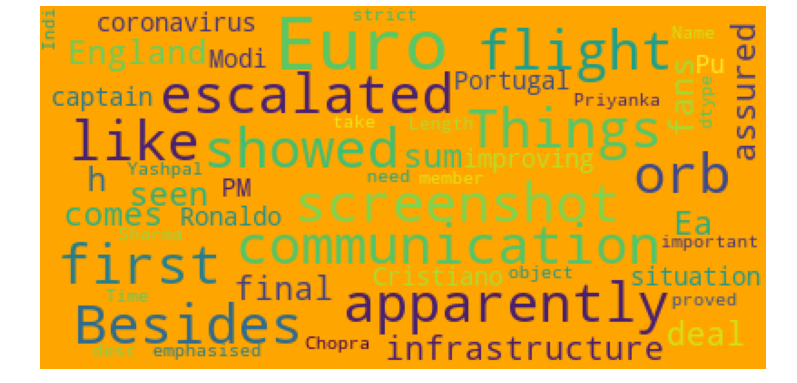 Indi
coronavirus
strict
Euro
flight
Name
England
Modi
fans
Pu
assured
captain
escalated
Portugal
Priyanka
dtype
like
showed
take
Length
Things
h
Yashpal
sum
improving
orb
seen
PM
need
member
comes
Ronaldo
screenshot
Ea
Shared
communication
important
first
final
Cristiano
object
situation
Time
apparently
proved
Besides
desc
emphasised
Chopra
infrastructure
deal